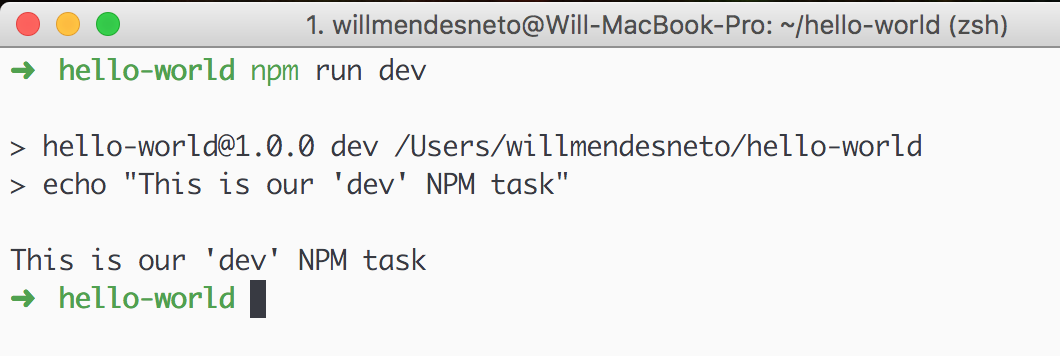 1. willmendesneto@Will-MacBook-Pro: ~/hello-world (zsh)
➜ hello-world npm run dev
> hello-world@1.0.0 dev /Users/willmendesneto/hello-world
> echo "This is our 'dev' NPM task"
This is our 'dev' NPM task
➜ hello-world